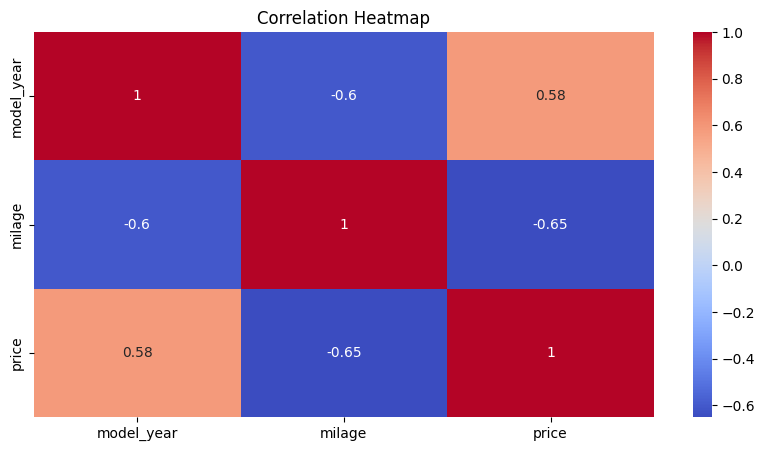 Correlation Heatmap
model_year
1
-0.6
0.58
milage
-0.6
1
-0.65
price
0.58
-0.65
1
model_year
milage
price
1.0
0.8
0.6
0.4
0.2
0.0
−0.2
−0.4
−0.6